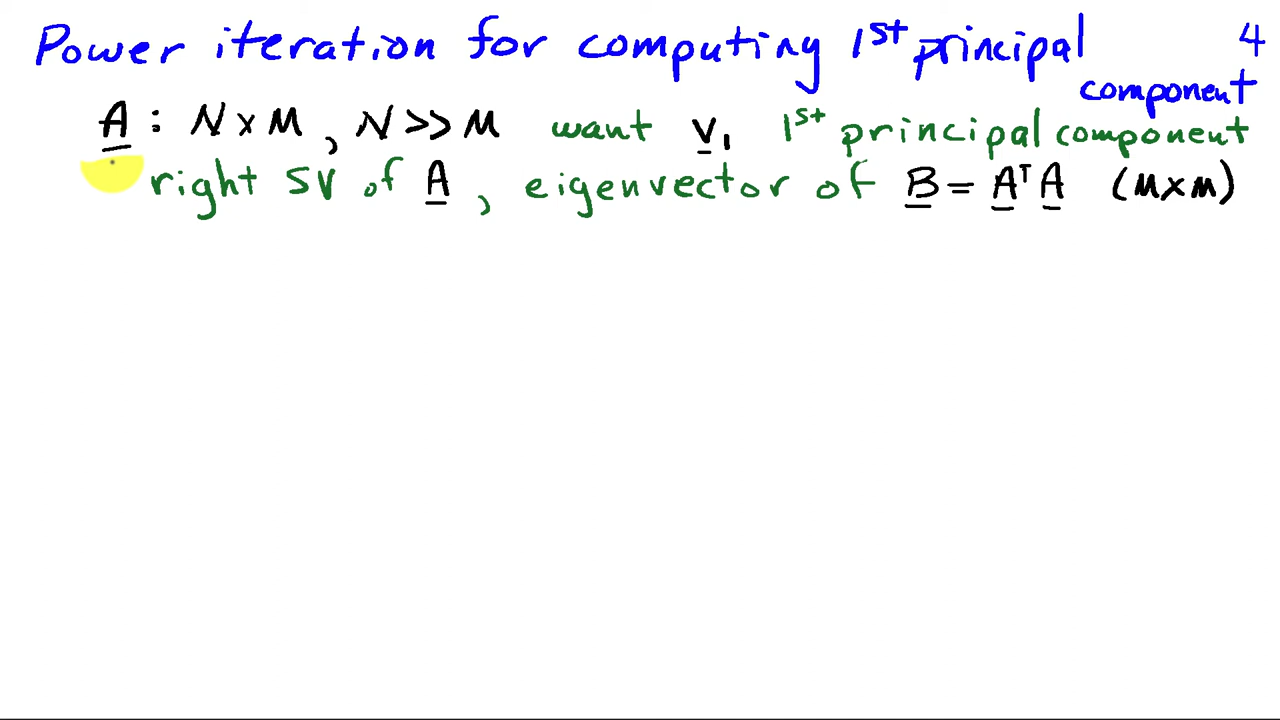 Power iteration for computing 1st principal 4
component
A : N x M , N >> M want v₁ 1st principal component
right SV of A , eigenvector of B = AᵀA (M x M)